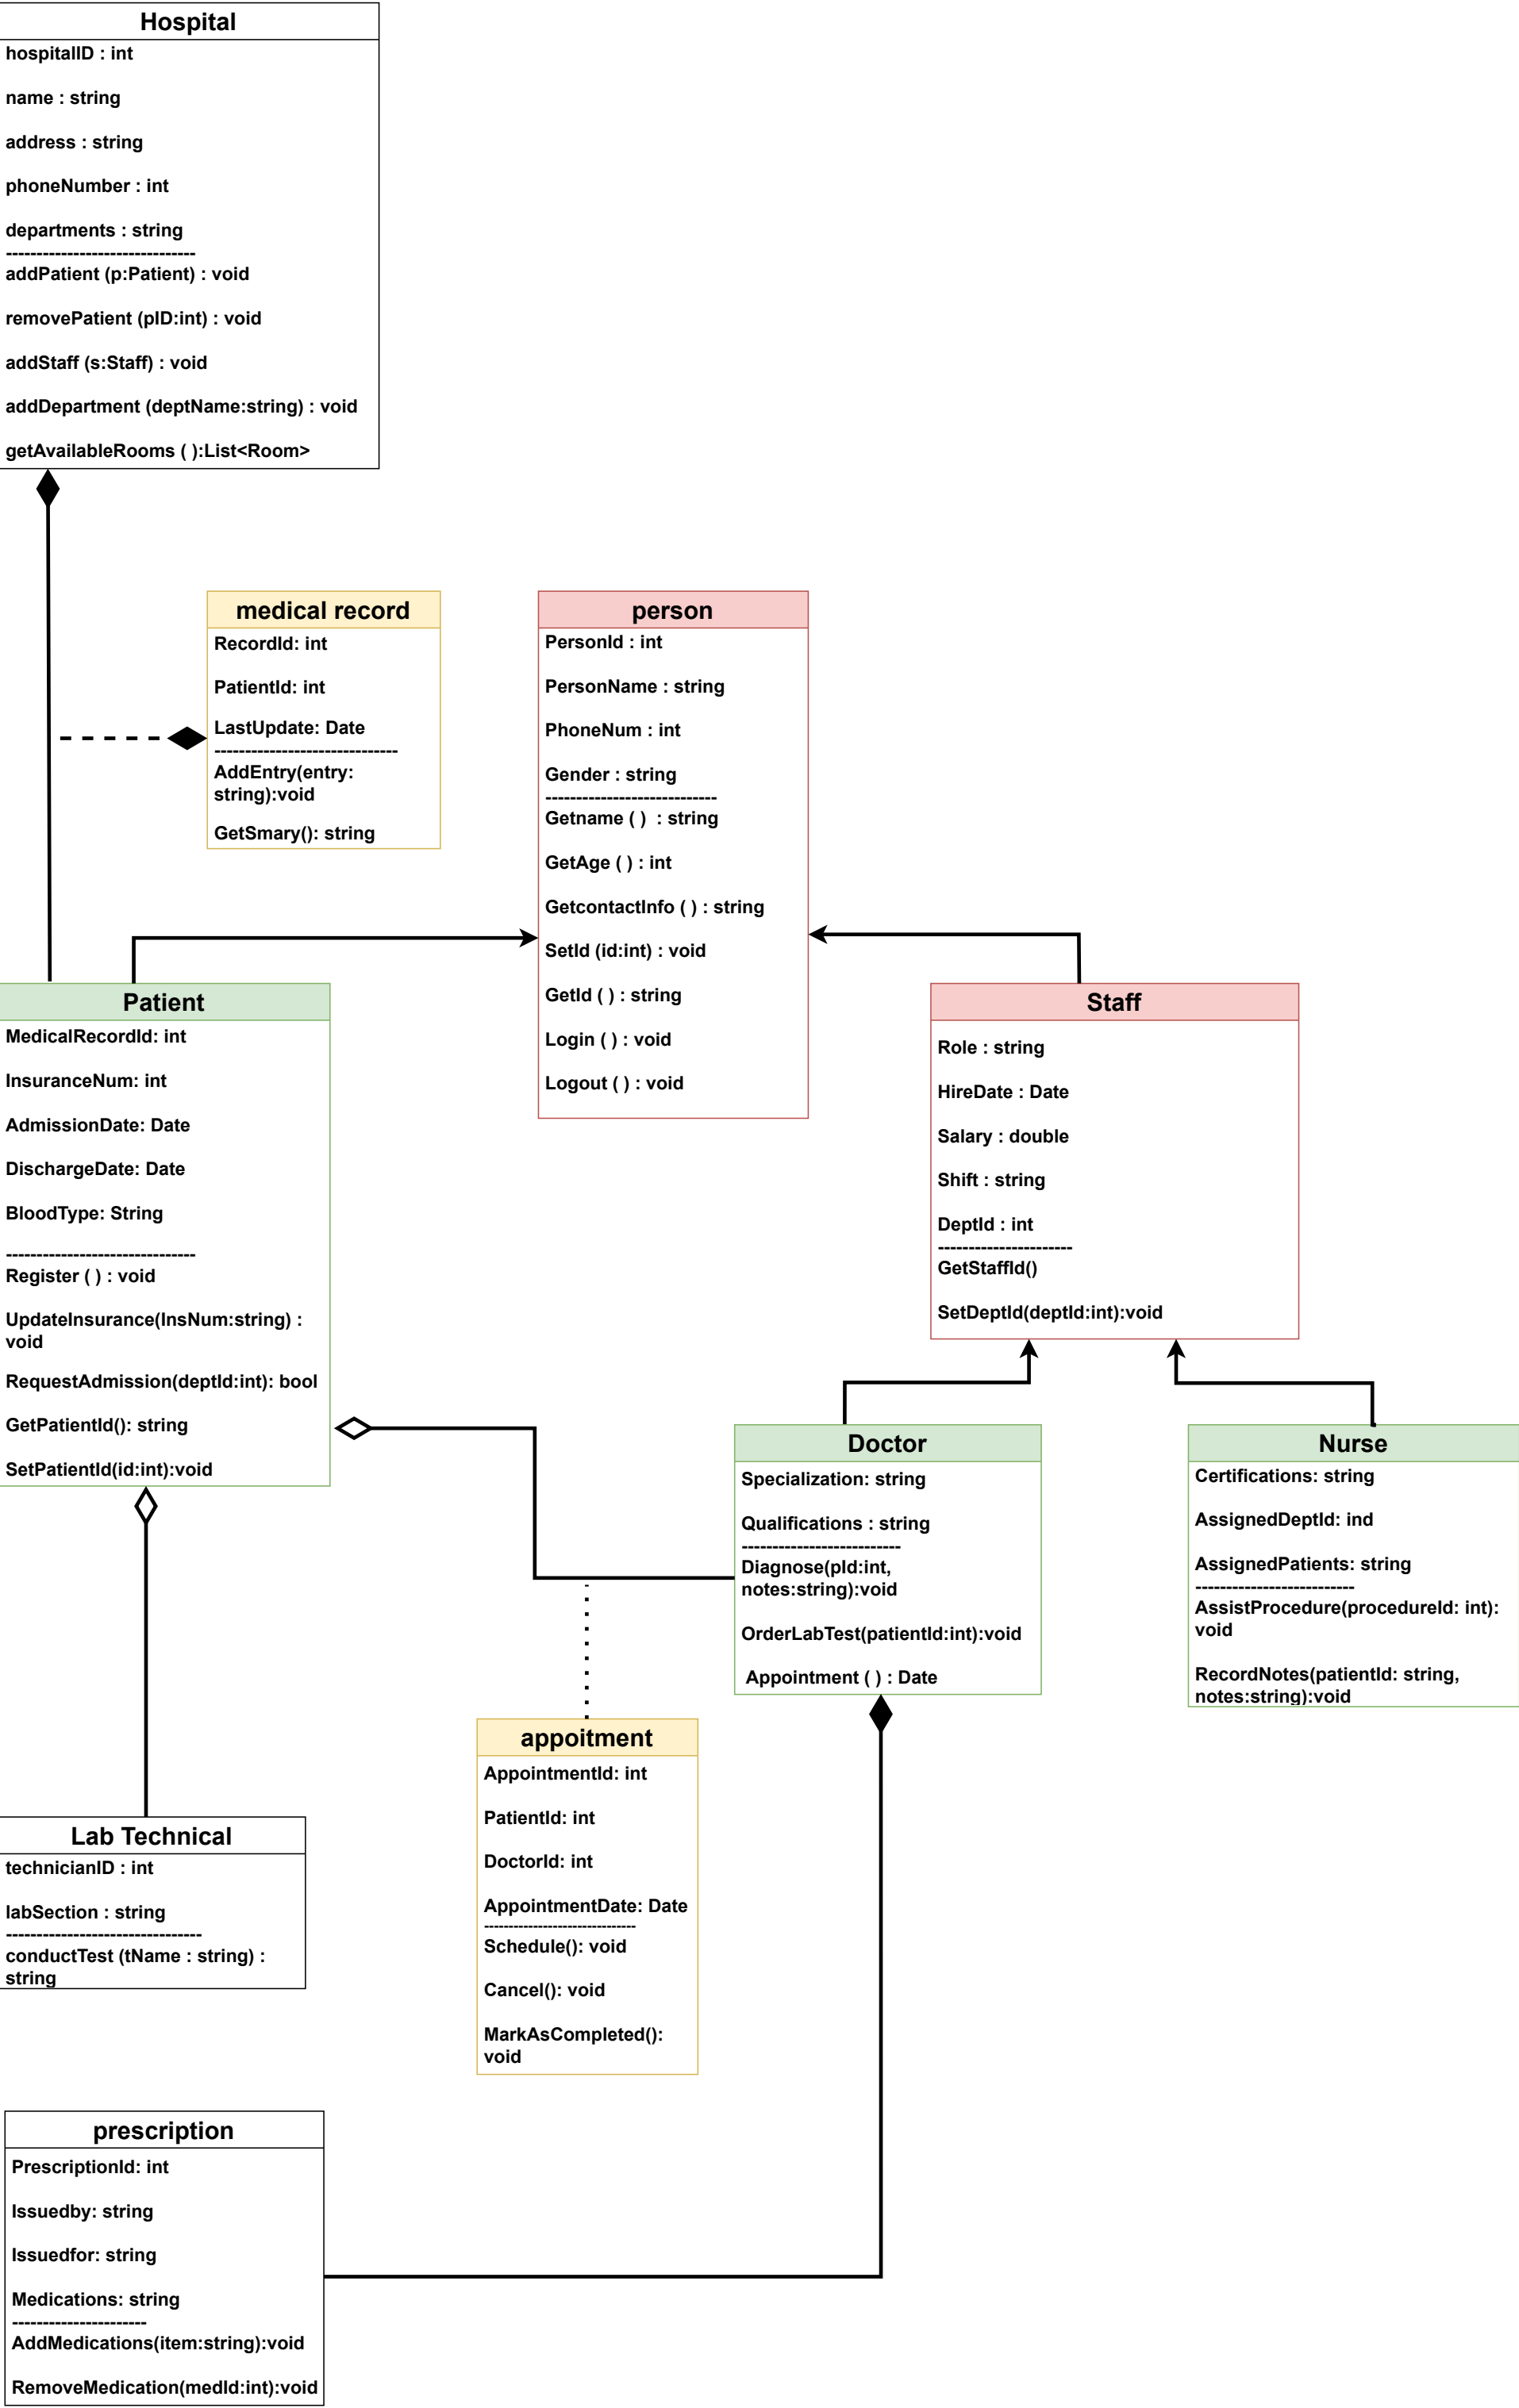 Hospital
hospitalID : int
name : string
address : string
phoneNumber : int
departments : string
-------------------------------
addPatient (p:Patient) : void
removePatient (pID:int) : void
addStaff (s:Staff) : void
addDepartment (deptName:string) : void
getAvailableRooms ( ):List<Room>
medical record
RecordId: int
PatientId: int
LastUpdate: Date
------------------------------
AddEntry(entry:
string):void
GetSmary(): string
person
PersonId : int
PersonName : string
PhoneNum : int
Gender : string
----------------------------
Getname ( )  : string
GetAge ( ) : int
GetcontactInfo ( ) : string
SetId (id:int) : void
GetId ( ) : string
Login ( ) : void
Logout ( ) : void
Patient
MedicalRecordId: int
InsuranceNum: int
AdmissionDate: Date
DischargeDate: Date
BloodType: String
-------------------------------
Register ( ) : void
UpdateInsurance(InsNum:string) :
void
RequestAdmission(deptId:int): bool
GetPatientId(): string
SetPatientId(id:int):void
Staff
Role : string
HireDate : Date
Salary : double
Shift : string
DeptId : int
----------------------
GetStaffId()
SetDeptId(deptId:int):void
Doctor
Specialization: string
Qualifications : string
--------------------------
Diagnose(pId:int,
notes:string):void
OrderLabTest(patientId:int):void
Appointment ( ) : Date
Nurse
Certifications: string
AssignedDeptId: ind
AssignedPatients: string
--------------------------
AssistProcedure(procedureId: int):
void
RecordNotes(patientId: string,
notes:string):void
appoitment
AppointmentId: int
PatientId: int
DoctorId: int
AppointmentDate: Date
-----------------------------
Schedule(): void
Cancel(): void
MarkAsCompleted():
void
Lab Technical
technicianID : int
labSection : string
--------------------------------
conductTest (tName : string) :
string
prescription
PrescriptionId: int
Issuedby: string
Issuedfor: string
Medications: string
----------------------
AddMedications(item:string):void
RemoveMedication(medId:int):void